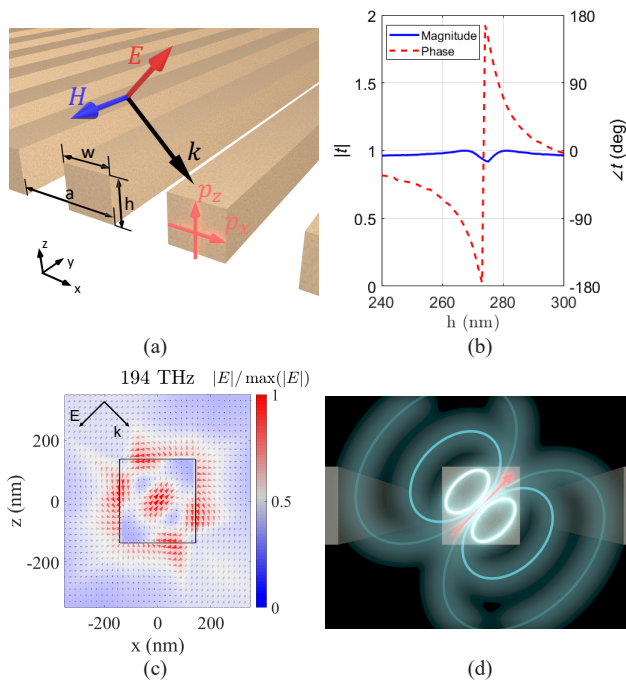 E
H
k
w
a
h
p_z
p_x
z
y
x
(a)
2
1.5
1
0.5
0
|t|
Magnitude
Phase
180
90
0
-90
-180
∠t (deg)
240
260
280
300
h (nm)
(b)
194 THz |E|/ max(|E|)
E
k
200
0
-200
z (nm)
-200
0
200
x (nm)
1
0.5
0
(c)
(d)